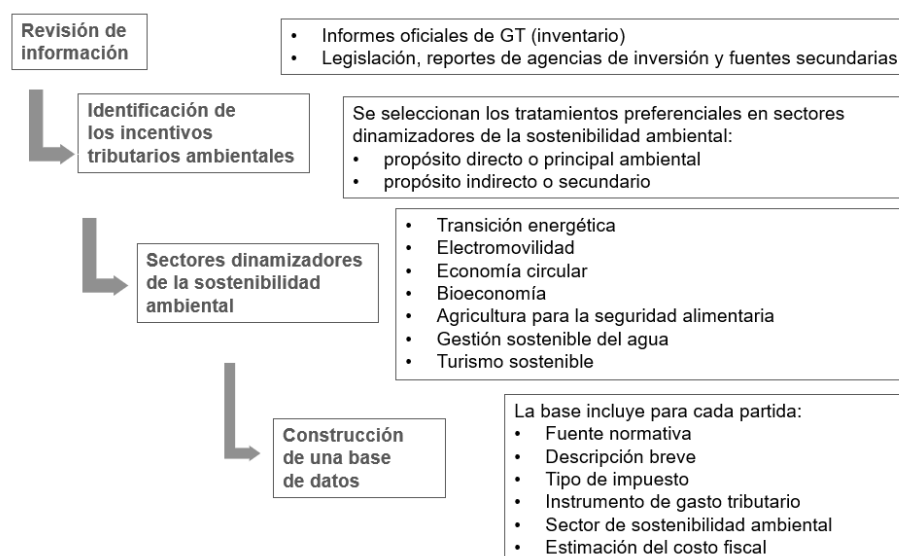 Revisión de
información
• Informes oficiales de GT (inventario)
• Legislación, reportes de agencias de inversión y fuentes secundarias
Identificación de
los incentivos
tributarios ambientales
Se seleccionan los tratamientos preferenciales en sectores
dinamizadores de la sostenibilidad ambiental:
• propósito directo o principal ambiental
• propósito indirecto o secundario
Sectores dinamizadores
de la sostenibilidad
ambiental
• Transición energética
• Electromovilidad
• Economía circular
• Bioeconomía
• Agricultura para la seguridad alimentaria
• Gestión sostenible del agua
• Turismo sostenible
Construcción
de una base
de datos
La base incluye para cada partida:
• Fuente normativa
• Descripción breve
• Tipo de impuesto
• Instrumento de gasto tributario
• Sector de sostenibilidad ambiental
• Estimación del costo fiscal